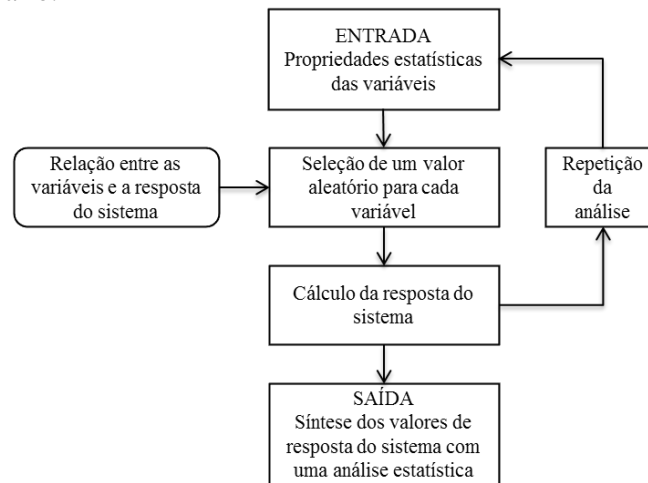 ENTRADA
Propriedades estatísticas
das variáveis
Relação entre as
variáveis e a resposta
do sistema
Seleção de um valor
aleatório para cada
variável
Repetição
da
análise
Cálculo da resposta do
sistema
SAÍDA
Síntese dos valores de
resposta do sistema com
uma análise estatística